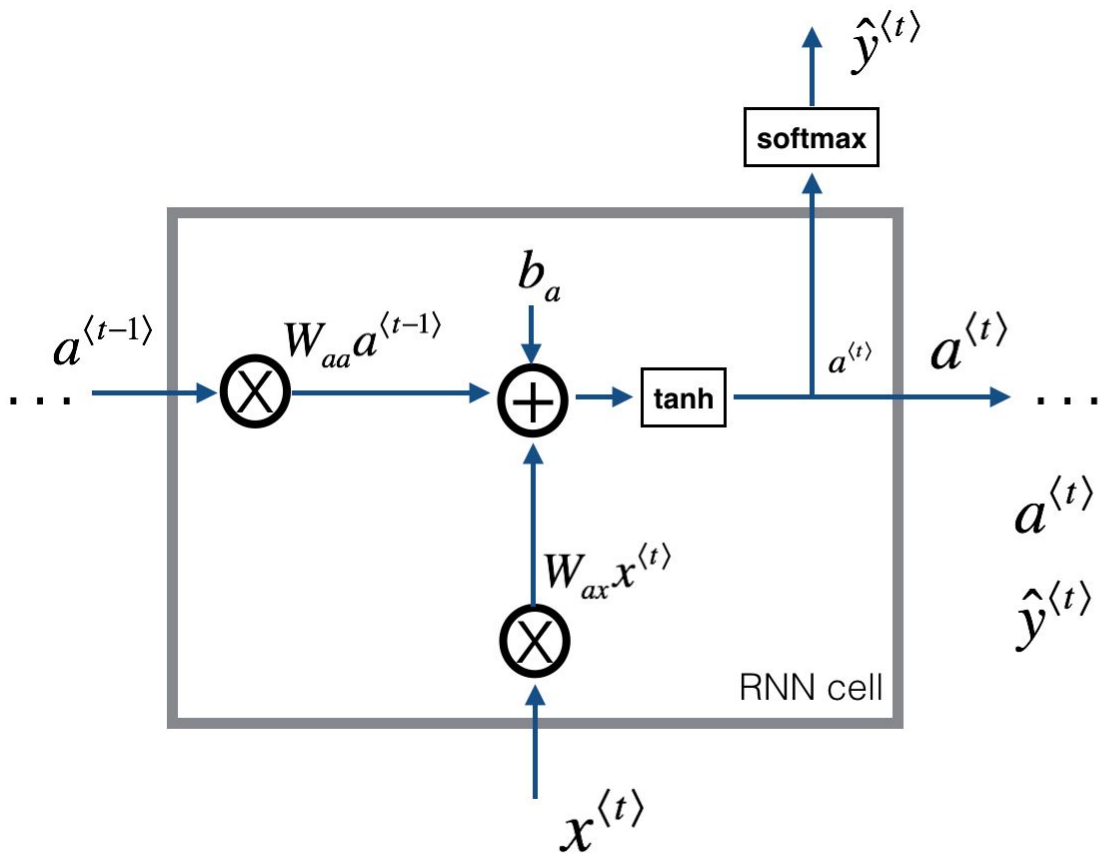 ŷ⟨t⟩
softmax
b_a
a⟨t−1⟩
W_aa a⟨t−1⟩
a⟨t⟩
a⟨t⟩
. . .
+
tanh
. . .
a⟨t⟩
W_ax x⟨t⟩
ŷ⟨t⟩
RNN cell
x⟨t⟩